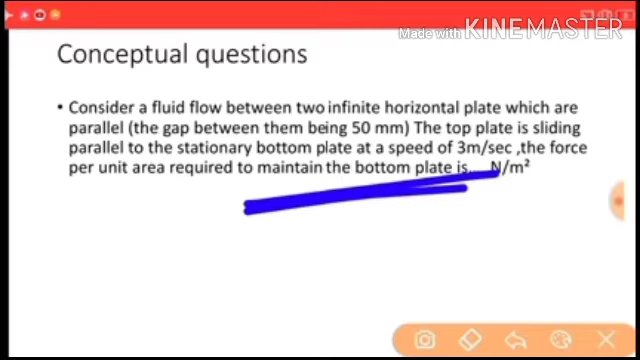 Made with KINEMASTER
Conceptual questions
• Consider a fluid flow between two infinite horizontal plate which are
parallel (the gap between them being 50 mm) The top plate is sliding
parallel to the stationary bottom plate at a speed of 3m/sec ,the force
per unit area required to maintain the bottom plate is... N/m²